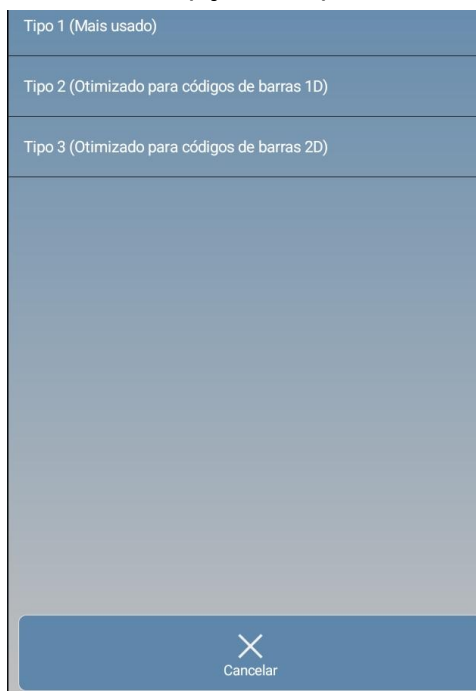 Tipo 1 (Mais usado)
Tipo 2 (Otimizado para códigos de barras 1D)
Tipo 3 (Otimizado para códigos de barras 2D)
Cancelar